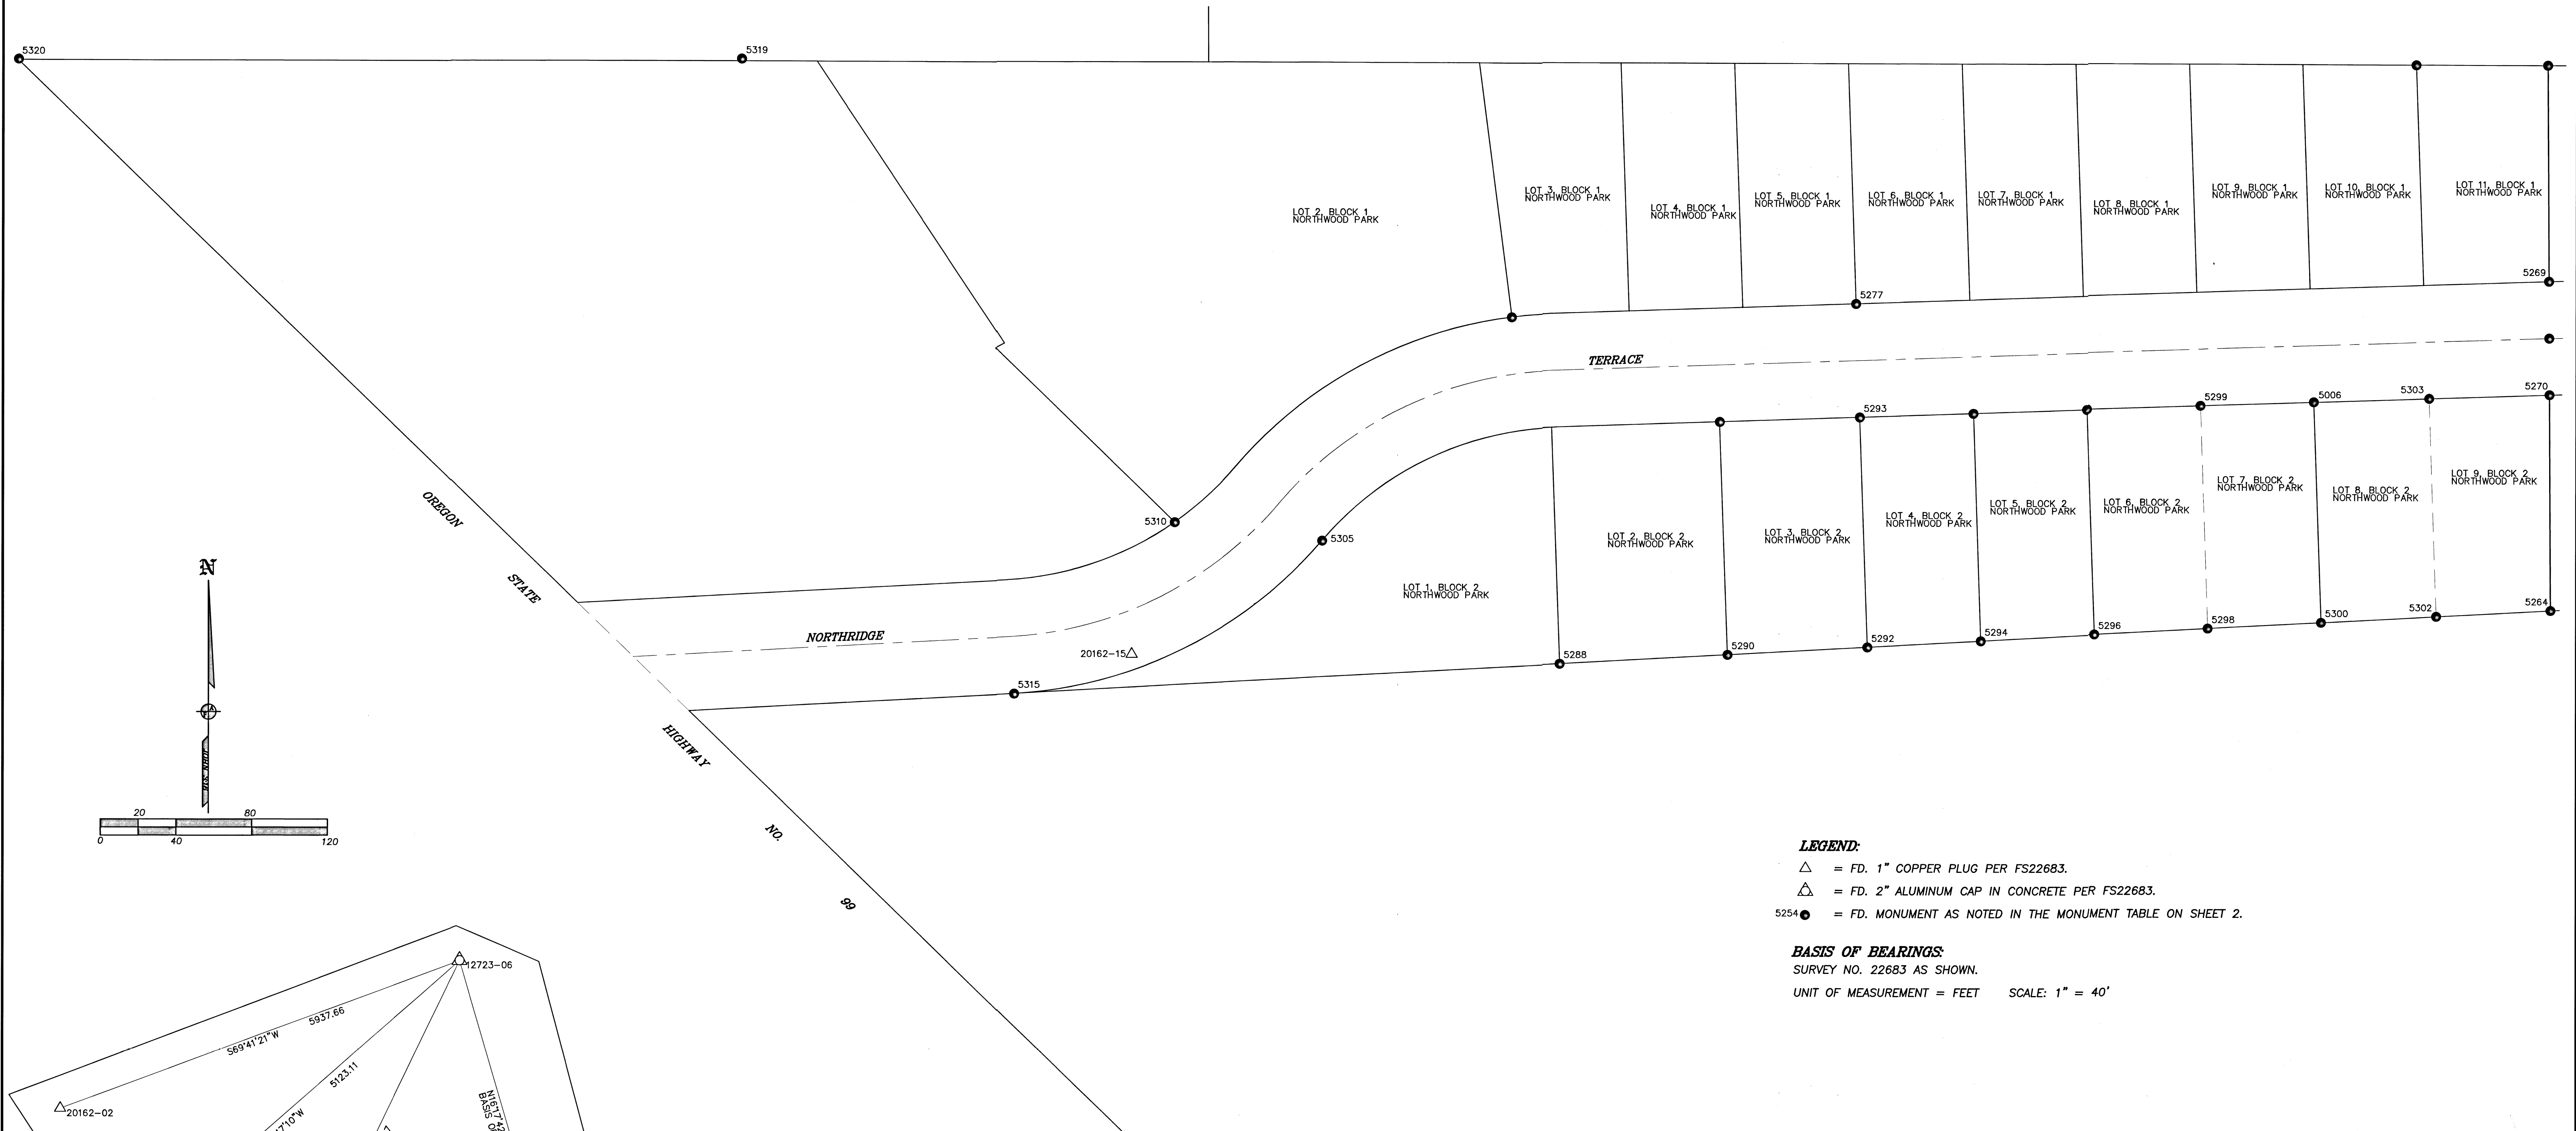 5320
5319
LOT 2, BLOCK 1
NORTHWOOD PARK
LOT 3, BLOCK 1
NORTHWOOD PARK
LOT 4, BLOCK 1
NORTHWOOD PARK
LOT 5, BLOCK 1
NORTHWOOD PARK
LOT 6, BLOCK 1
NORTHWOOD PARK
LOT 7, BLOCK 1
NORTHWOOD PARK
LOT 8, BLOCK 1
NORTHWOOD PARK
LOT 9, BLOCK 1
NORTHWOOD PARK
LOT 10, BLOCK 1
NORTHWOOD PARK
LOT 11, BLOCK 1
NORTHWOOD PARK
5269
5277
TERRACE
5293
5299
5006
5303
5270
5310
5305
LOT 1, BLOCK 2
NORTHWOOD PARK
LOT 2, BLOCK 2
NORTHWOOD PARK
LOT 3, BLOCK 2
NORTHWOOD PARK
LOT 4, BLOCK 2
NORTHWOOD PARK
LOT 5, BLOCK 2
NORTHWOOD PARK
LOT 6, BLOCK 2
NORTHWOOD PARK
LOT 7, BLOCK 2
NORTHWOOD PARK
LOT 8, BLOCK 2
NORTHWOOD PARK
LOT 9, BLOCK 2
NORTHWOOD PARK
OREGON
STATE
HIGHWAY
NO.
99
NORTHRIDGE
20162-15
5315
5288
5290
5292
5294
5296
5298
5300
5302
5264
N
20 80
0 40 120
LEGEND:
= FD. 1" COPPER PLUG PER FS22683.
= FD. 2" ALUMINUM CAP IN CONCRETE PER FS22683.
5254 = FD. MONUMENT AS NOTED IN THE MONUMENT TABLE ON SHEET 2.
BASIS OF BEARINGS:
SURVEY NO. 22683 AS SHOWN.
UNIT OF MEASUREMENT = FEET SCALE: 1" = 40'
12723-06
5937.66
S69°41'21"W
5123.11
20162-02
BASIS